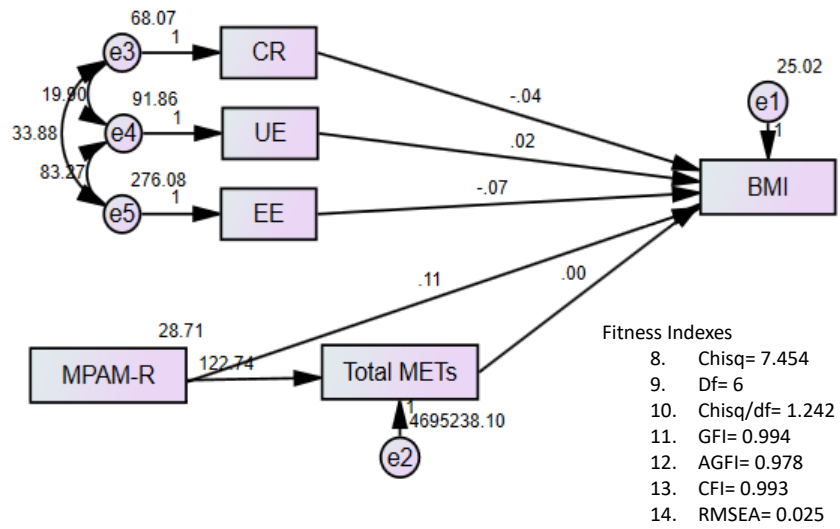 68.07
e3
1
CR
19.90
91.86
-.04
25.02
e1
1
33.88
e4
1
UE
.02
83.27
276.08
-.07
BMI
e5
1
EE
.11
.00
28.71
MPAM-R
122.74
Total METs
1
4695238.10
e2
Fitness Indexes
8. Chisq= 7.454
9. Df= 6
10. Chisq/df= 1.242
11. GFI= 0.994
12. AGFI= 0.978
13. CFI= 0.993
14. RMSEA= 0.025